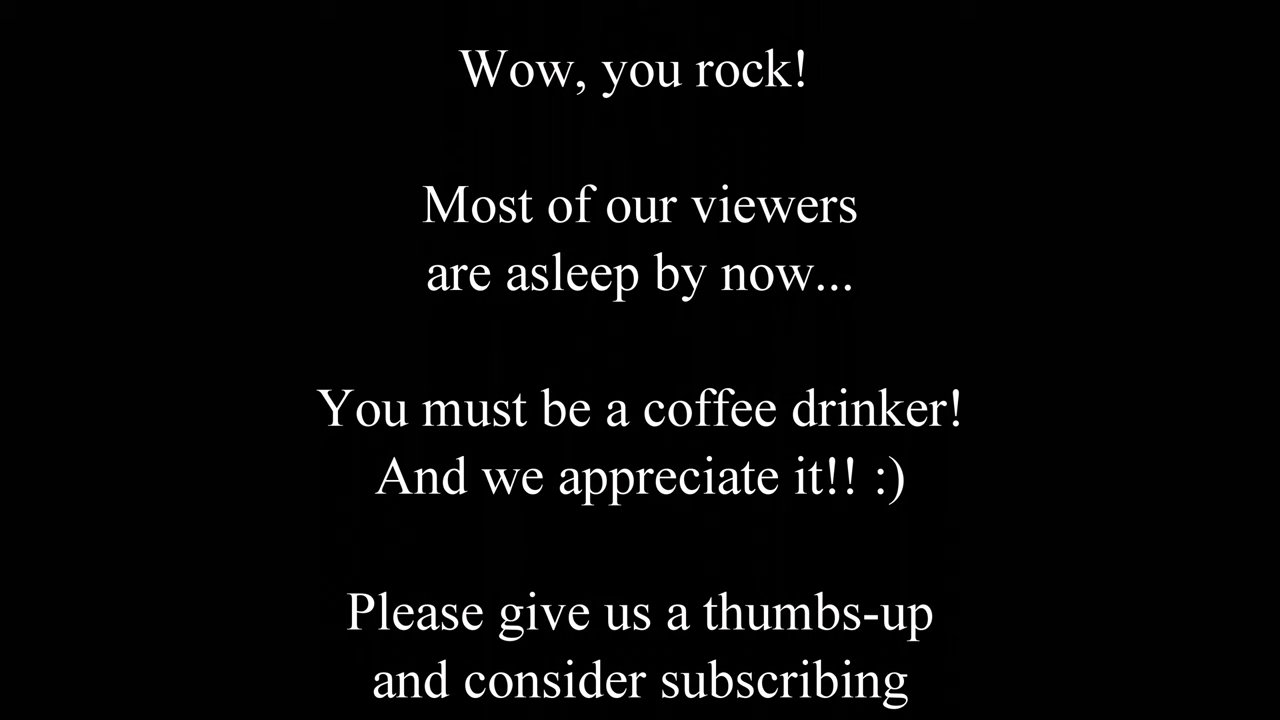 Wow, you rock!
Most of our viewers
are asleep by now...
You must be a coffee drinker!
And we appreciate it!! :)
Please give us a thumbs-up
and consider subscribing